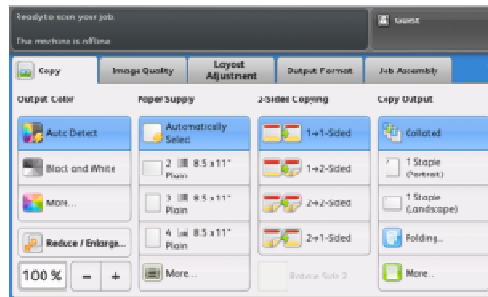 Ready to scan your job.
Guest
The machine is offline
Copy
Image Quality
Layout
Adjustment
Output Format
Job Assembly
Output Color
Paper Supply
2-Sided Copying
Copy Output
Auto Detect
Automatically
Select
1→1-Sided
Collated
Black and White
2 8.5 x 11"
Plain
1→2-Sided
1 Staple
(Portrait)
More...
3 8.5 x 11"
Plain
2→2-Sided
1 Staple
(Landscape)
Reduce / Enlarge...
4 8.5 x 11"
Plain
2→1-Sided
Folding...
100 % - +
More...
Rotate Side 2
More...